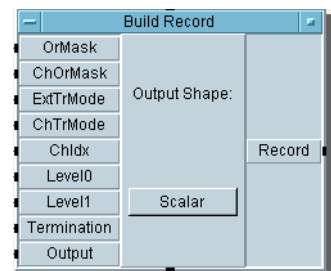 Build Record
OrMask
ChOrMask
ExtTrMode
ChTrMode
ChIdx
Level0
Level1
Termination
Output
Output Shape:
Scalar
Record